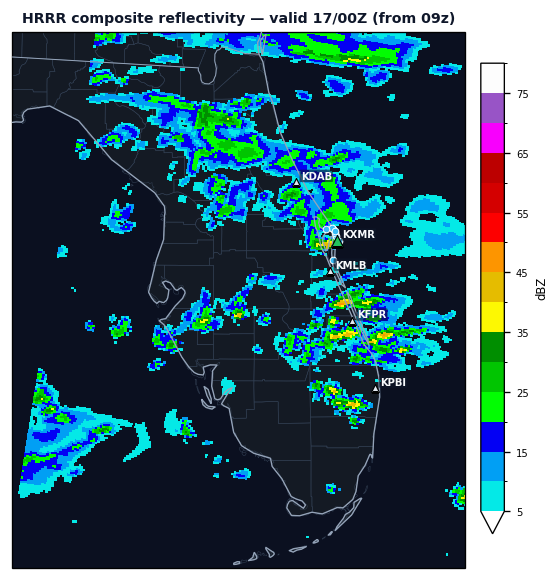 HRRR composite reflectivity — valid 17/00Z (from 09z)
KDAB
KXMR
KMLB
KFPR
KPBI
75
65
55
45
35
25
15
5
dBZ